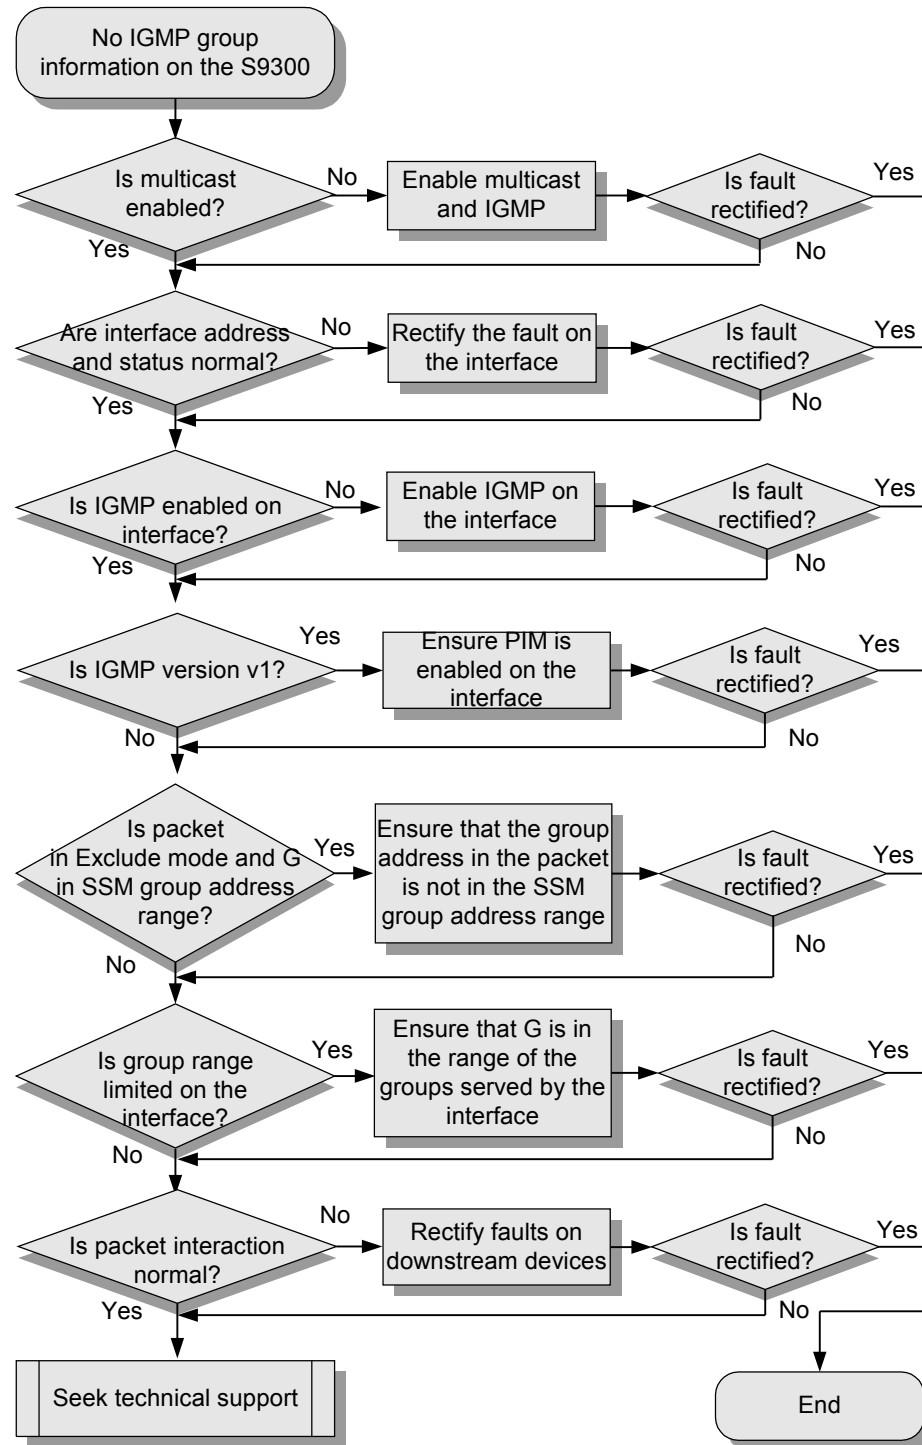 No IGMP group
information on the S9300
Is multicast
enabled?
No
Enable multicast
and IGMP
Is fault
rectified?
Yes
Yes
No
Are interface address
and status normal?
No
Rectify the fault on
the interface
Is fault
rectified?
Yes
Yes
No
Is IGMP enabled on
interface?
No
Enable IGMP on
the interface
Is fault
rectified?
Yes
Yes
No
Is IGMP version v1?
Yes
Ensure PIM is
enabled on the
interface
Is fault
rectified?
Yes
No
No
Is packet
in Exclude mode and G
in SSM group address
range?
Yes
Ensure that the group
address in the packet
is not in the SSM
group address range
Is fault
rectified?
Yes
No
No
Is group range
limited on the
interface?
Yes
Ensure that G is in
the range of the
groups served by the
interface
Is fault
rectified?
Yes
No
No
Is packet interaction
normal?
No
Rectify faults on
downstream devices
Is fault
rectified?
Yes
Yes
No
Seek technical support
End